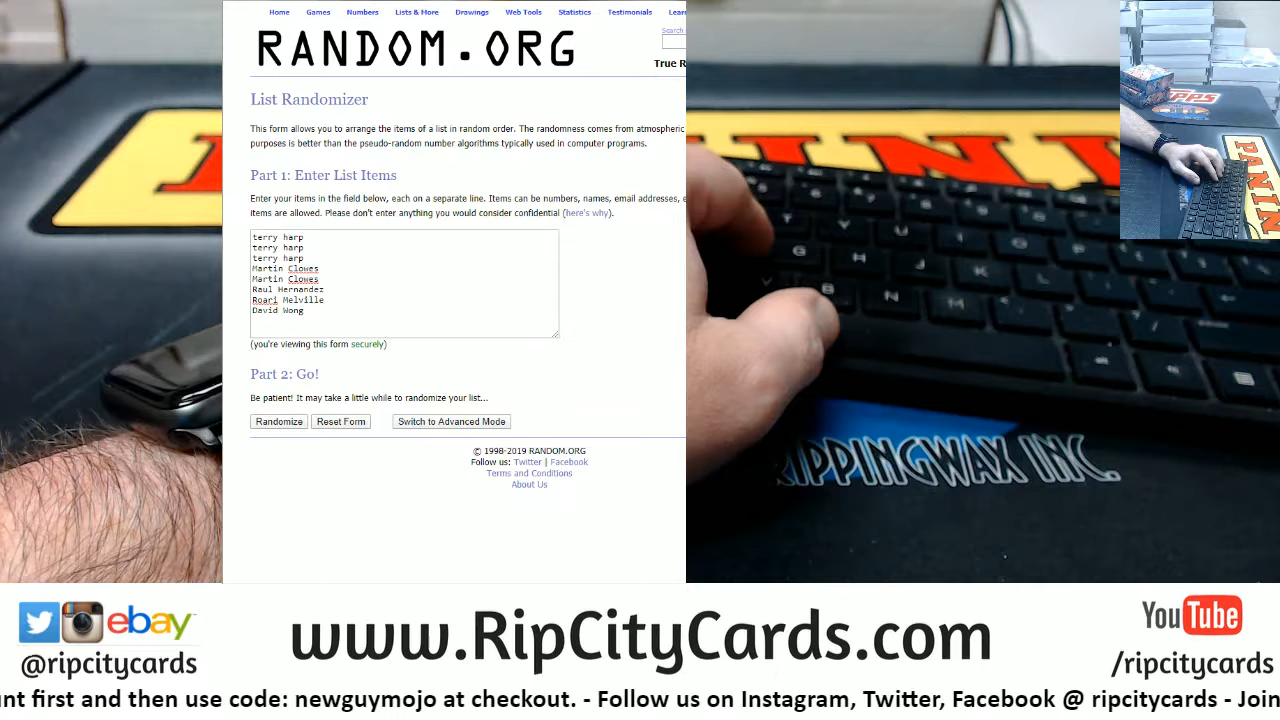 Home Games Numbers Lists & More Drawings Web Tools Statistics Testimonials Lear
RANDOM.ORG
Search
True R
List Randomizer
This form allows you to arrange the items of a list in random order. The randomness comes from atmospheric
purposes is better than the pseudo-random number algorithms typically used in computer programs.
Part 1: Enter List Items
Enter your items in the field below, each on a separate line. Items can be numbers, names, email addresses, e
items are allowed. Please don't enter anything you would consider confidential (here's why).
terry harp
terry harp
terry harp
Martin Clowes
Martin Clowes
Raul Hernandez
Roari Melville
David Wong
(you're viewing this form securely)
Part 2: Go!
Be patient! It may take a little while to randomize your list...
Randomize Reset Form Switch to Advanced Mode
© 1998-2019 RANDOM.ORG
Follow us: Twitter | Facebook
Terms and Conditions
About Us
PANINI
RIPPINGWAX INC.
ebay
@ripcitycards
www.RipCityCards.com
YouTube
/ripcitycards
nt first and then use code: newguymojo at checkout. - Follow us on Instagram, Twitter, Facebook @ ripcitycards - Join